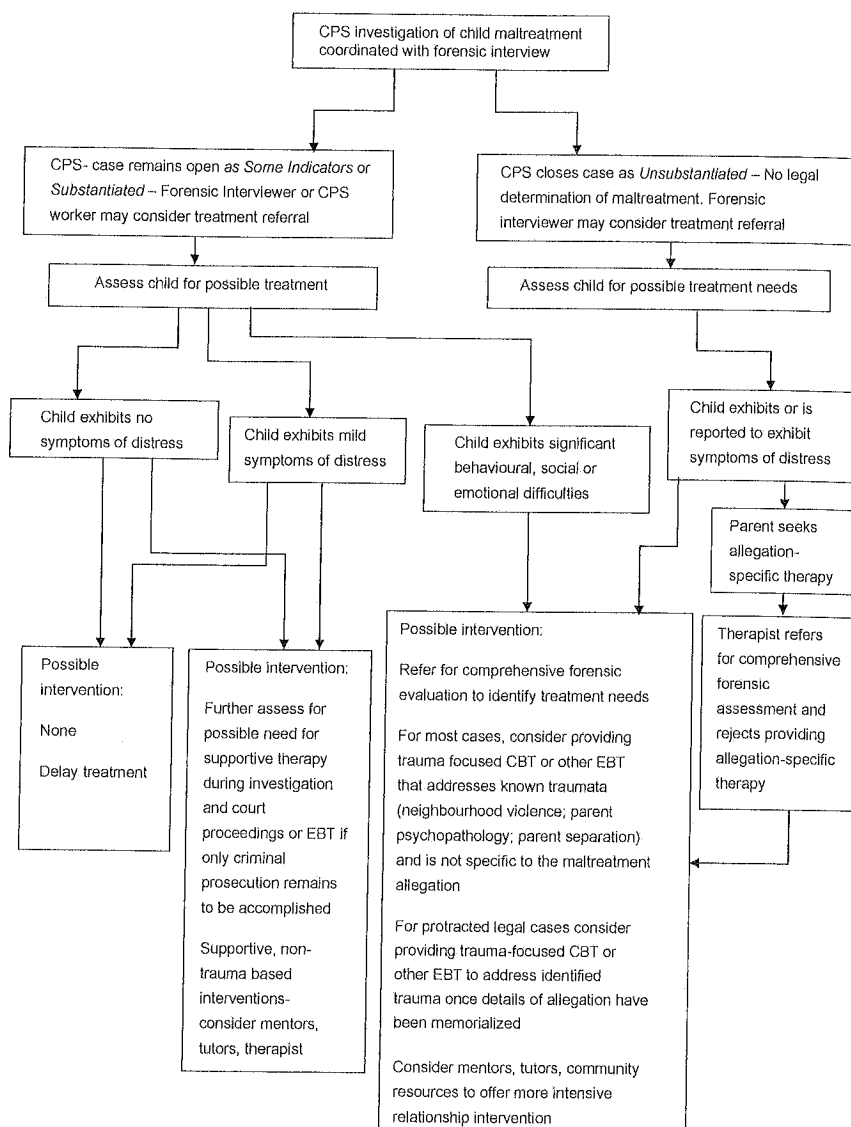 CPS investigation of child maltreatment
coordinated with forensic interview
CPS- case remains open as Some Indicators or
Substantiated – Forensic Interviewer or CPS
worker may consider treatment referral
CPS closes case as Unsubstantiated – No legal
determination of maltreatment. Forensic
interviewer may consider treatment referral
Assess child for possible treatment
Assess child for possible treatment needs
Child exhibits no
symptoms of distress
Child exhibits mild
symptoms of distress
Child exhibits significant
behavioural, social or
emotional difficulties
Child exhibits or is
reported to exhibit
symptoms of distress
Parent seeks
allegation-
specific therapy
Therapist refers
for comprehensive
forensic
assessment and
rejects providing
allegation-specific
therapy
Possible
intervention:
None
Delay treatment
Possible intervention:
Further assess for
possible need for
supportive therapy
during investigation
and court
proceedings or EBT if
only criminal
prosecution remains
to be accomplished
Supportive, non-
trauma based
interventions-
consider mentors,
tutors, therapist
Possible intervention:
Refer for comprehensive forensic
evaluation to identify treatment needs
For most cases, consider providing
trauma focused CBT or other EBT
that addresses known traumata
(neighbourhood violence; parent
psychopathology; parent separation)
and is not specific to the maltreatment
allegation
For protracted legal cases consider
providing trauma-focused CBT or
other EBT to address identified
trauma once details of allegation have
been memorialized
Consider mentors, tutors, community
resources to offer more intensive
relationship intervention